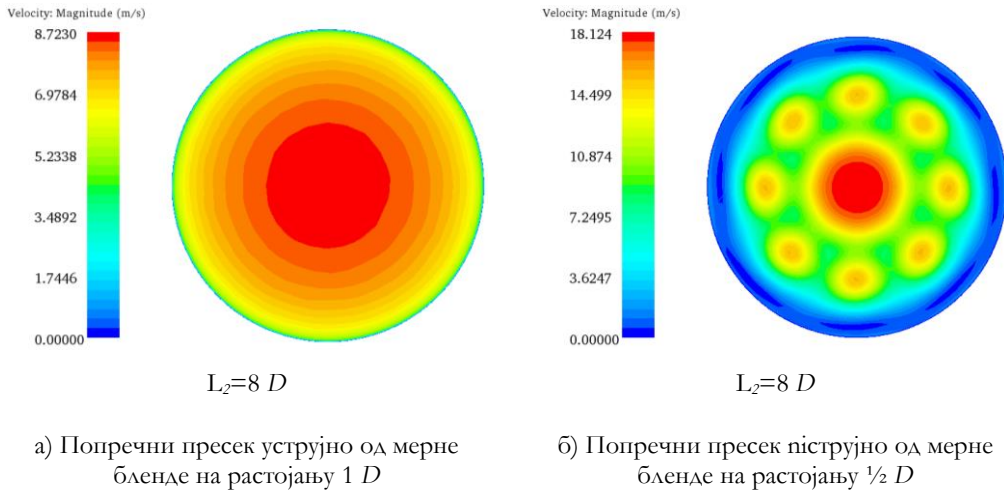 Velocity: Magnitude (m/s)
8.7230
6.9784
5.2338
3.4892
1.7446
0.00000
L2=8 D
а) Попречни пресек уструјно од мерне
бленде на растојању 1 D
Velocity: Magnitude (m/s)
18.124
14.499
10.874
7.2495
3.6247
0.00000
L2=8 D
б) Попречни пресек níструјно од мерне
бленде на растојању ½ D